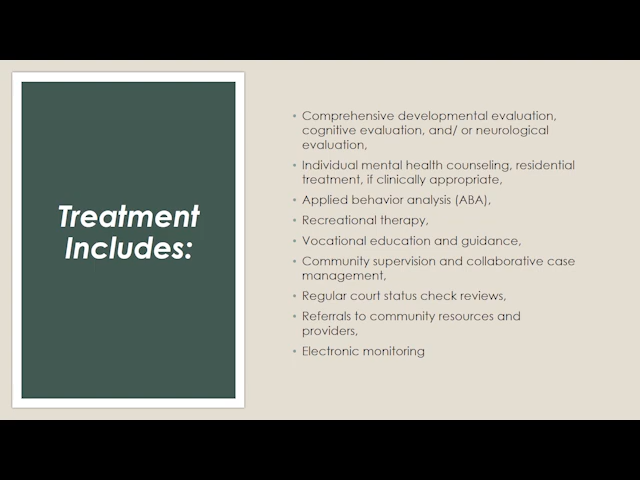 Treatment
Includes:
• Comprehensive developmental evaluation,
cognitive evaluation, and/ or neurological
evaluation,
• Individual mental health counseling, residential
treatment, if clinically appropriate,
• Applied behavior analysis (ABA),
• Recreational therapy,
• Vocational education and guidance,
• Community supervision and collaborative case
management,
• Regular court status check reviews,
• Referrals to community resources and
providers,
• Electronic monitoring